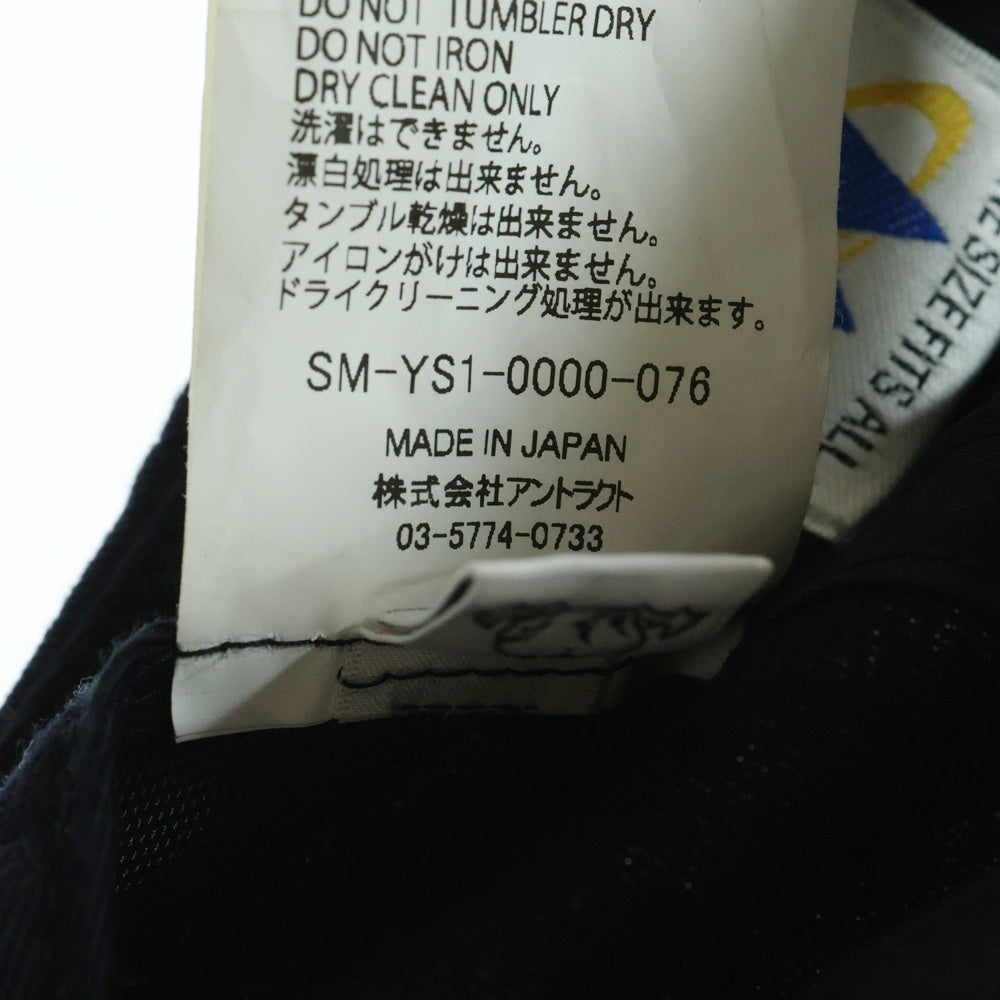 DO NOT TUMBLER DRY
DO NOT IRON
DRY CLEAN ONLY
洗濯はできません。
漂白処理は出来ません。
タンブル乾燥は出来ません。
アイロンがけは出来ません。
ドライクリーニング処理が出来ます。
SM-YS1-0000-076
MADE IN JAPAN
株式会社アントラクト
03-5774-0733
SIZE FITS ALL